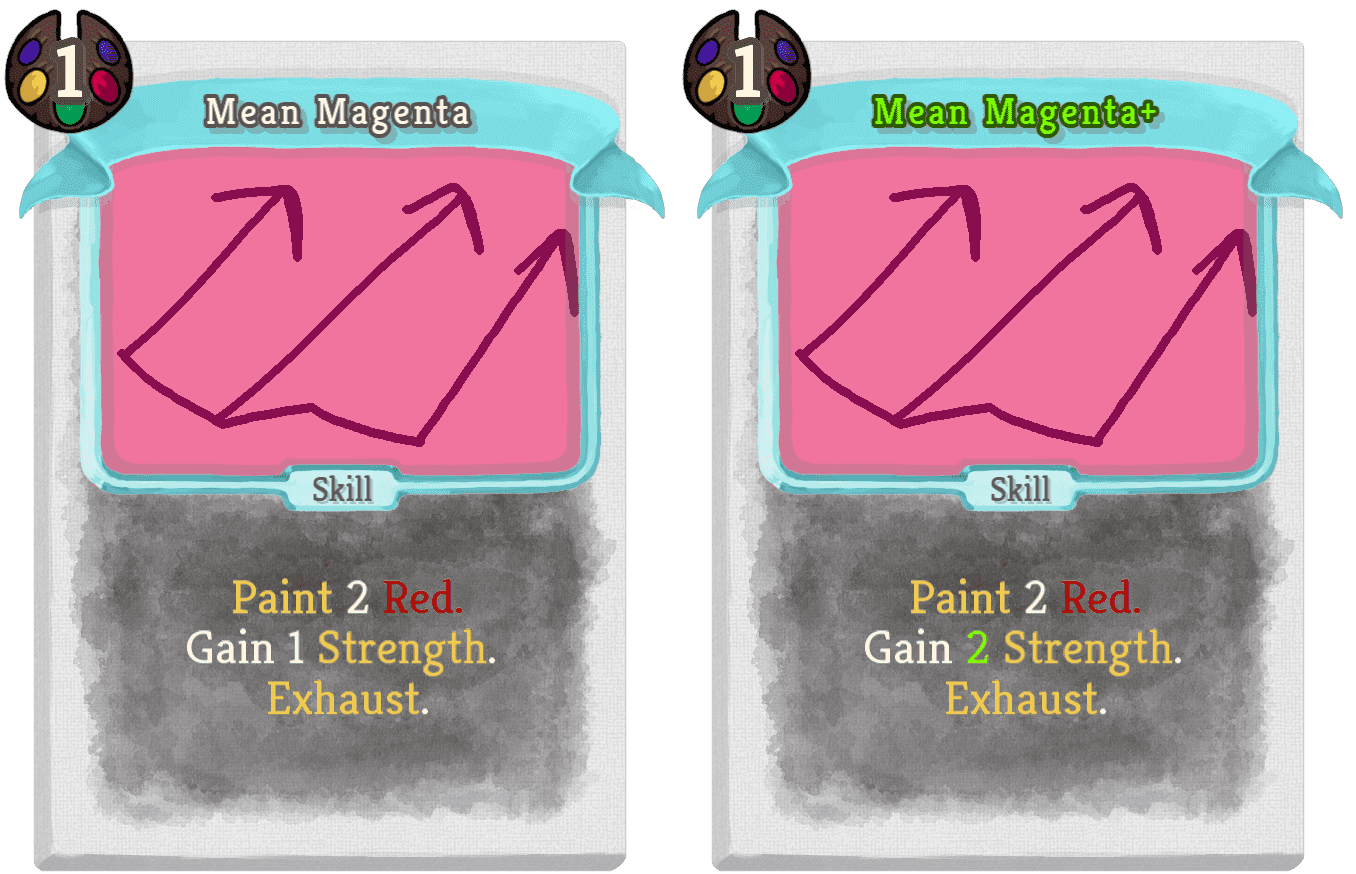 1
Mean Magenta
Skill
Paint 2 Red.
Gain 1 Strength.
Exhaust.
1
Mean Magenta+
Skill
Paint 2 Red.
Gain 2 Strength.
Exhaust.